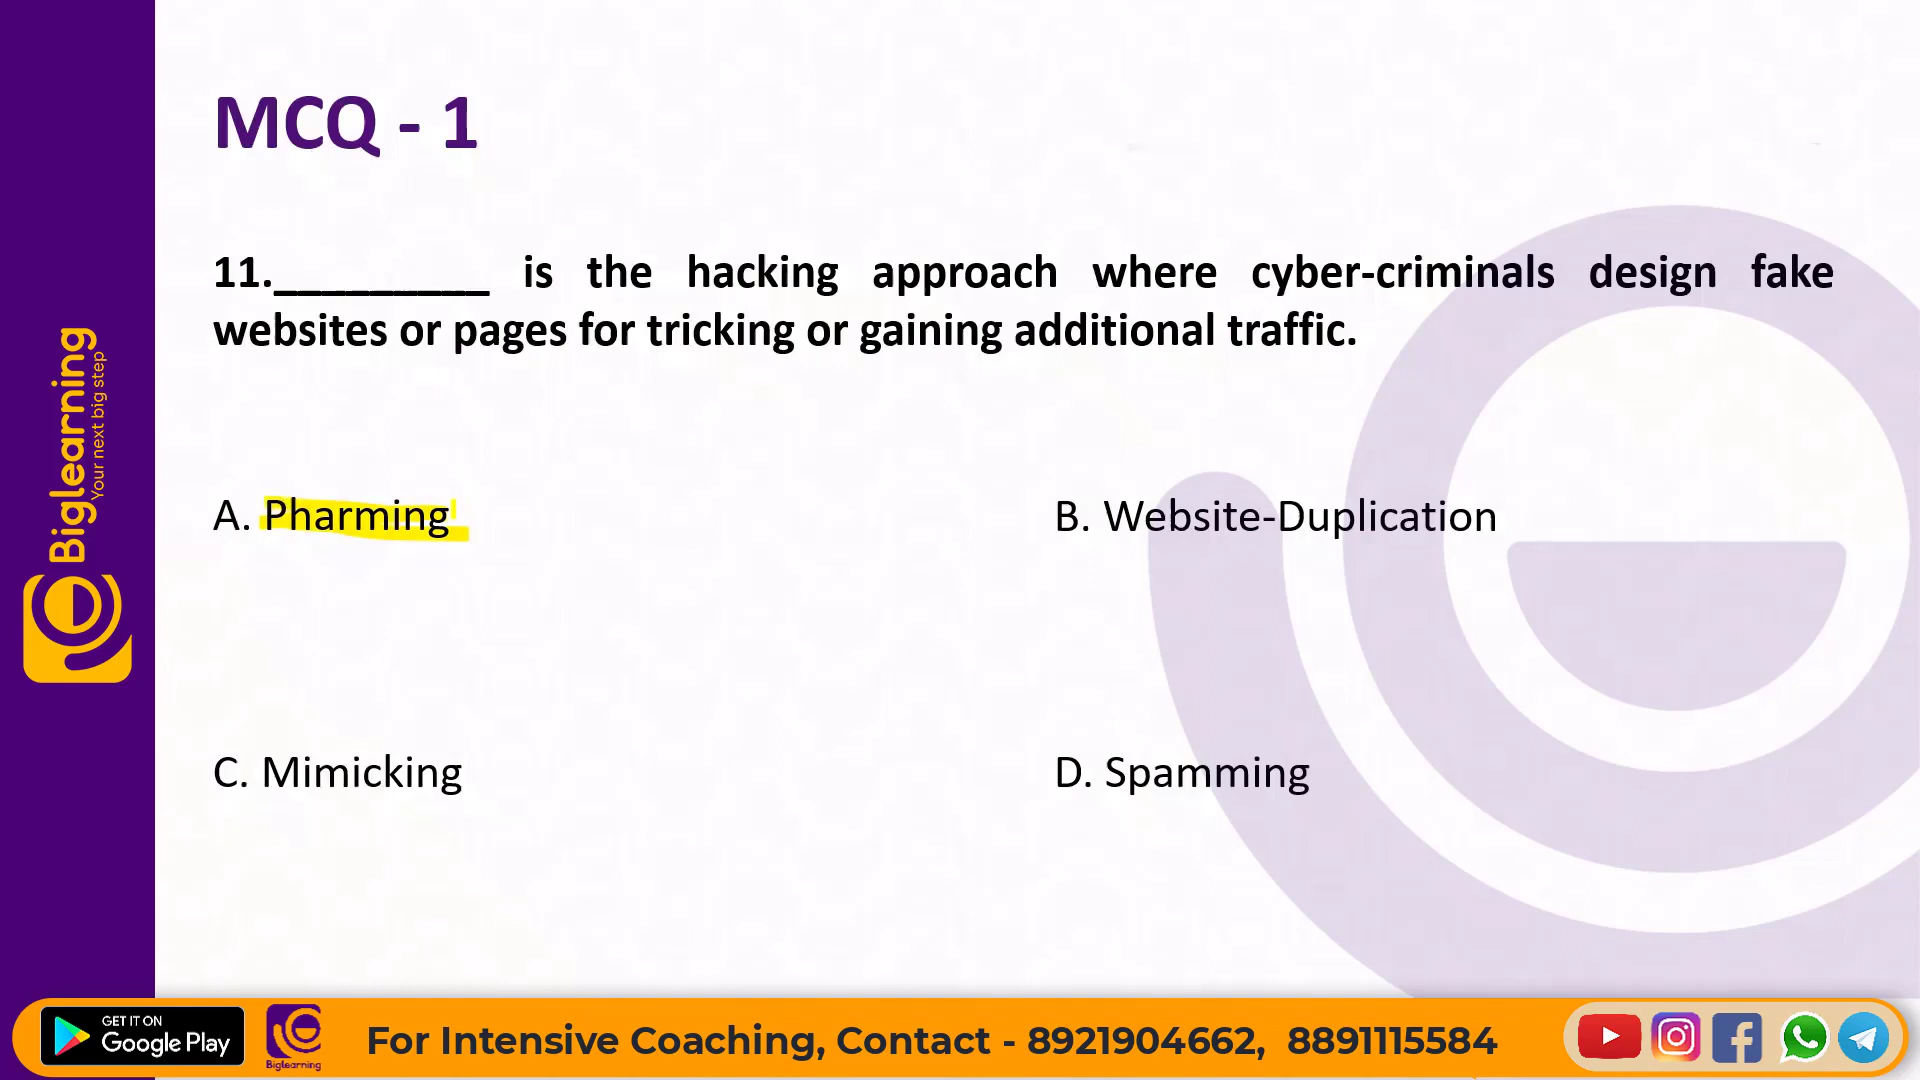 MCQ - 1
11._________ is the hacking approach where cyber-criminals design fake
websites or pages for tricking or gaining additional traffic.
A. Pharming
B. Website-Duplication
C. Mimicking
D. Spamming
Biglearning
Your next big step
GET IT ON
Google Play
Biglearning
For Intensive Coaching, Contact - 8921904662, 8891115584